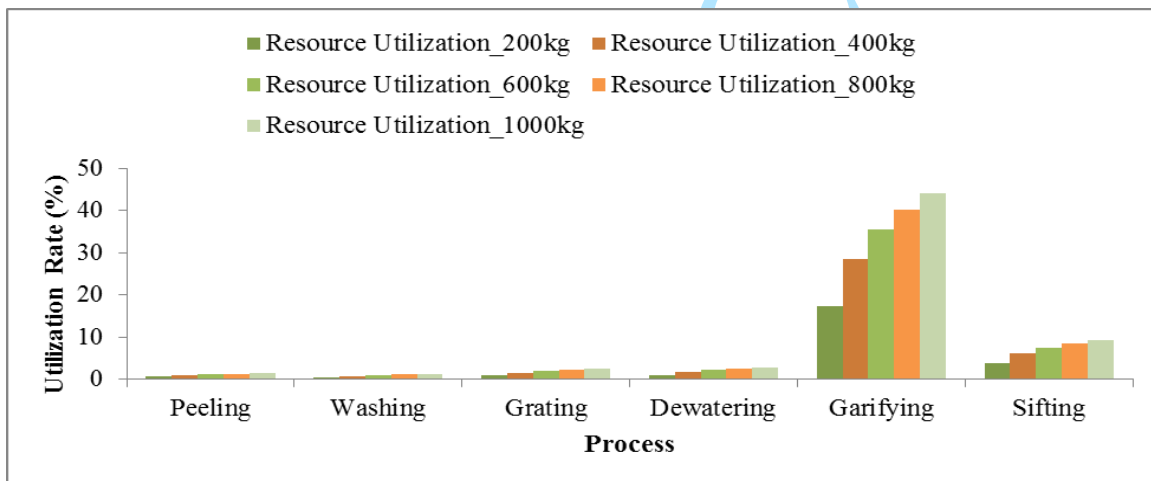 Resource Utilization_200kg Resource Utilization_400kg
Resource Utilization_600kg Resource Utilization_800kg
Resource Utilization_1000kg
50
40
30
20
10
0
Utilization Rate (%)
Peeling Washing Grating Dewatering Garifying Sifting
Process